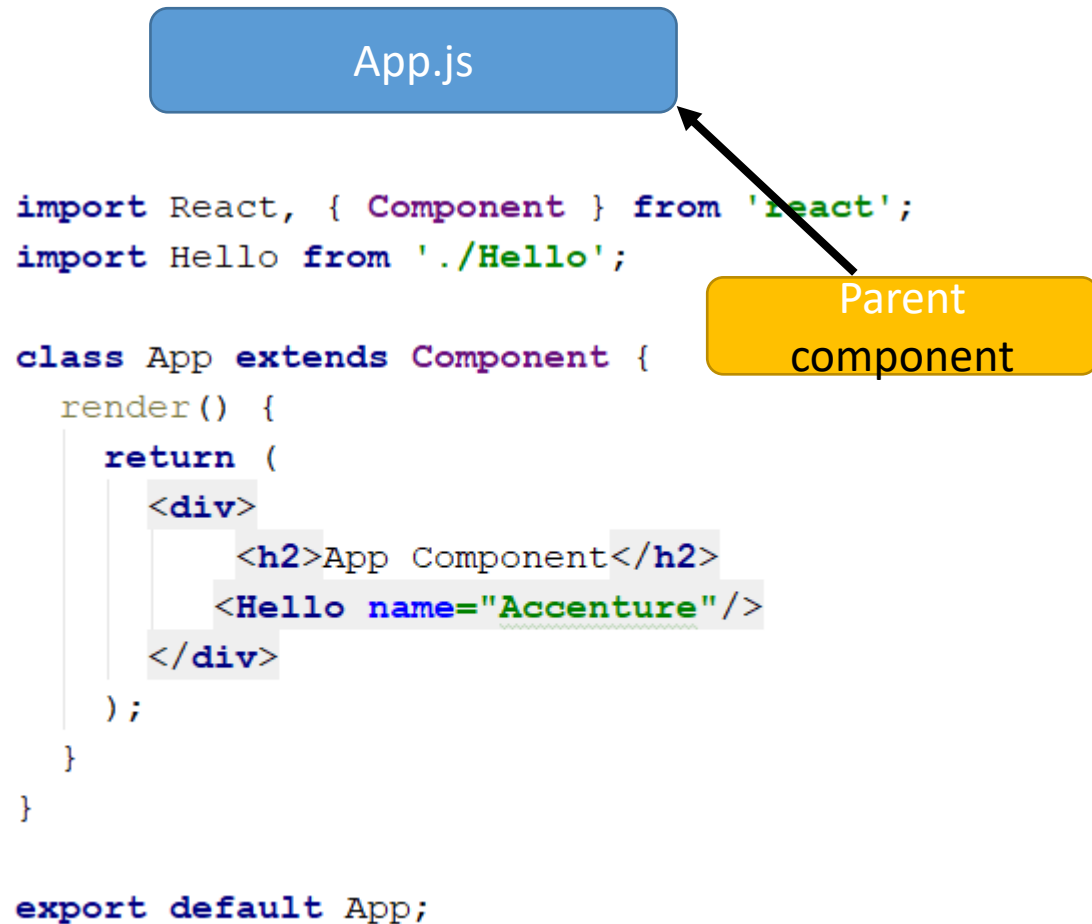 App.js
import React, { Component } from 'react';
import Hello from './Hello';
Parent
component
class App extends Component {
render() {
return (
<div>
<h2>App Component</h2>
<Hello name="Accenture"/>
</div>
);
}
}
export default App;